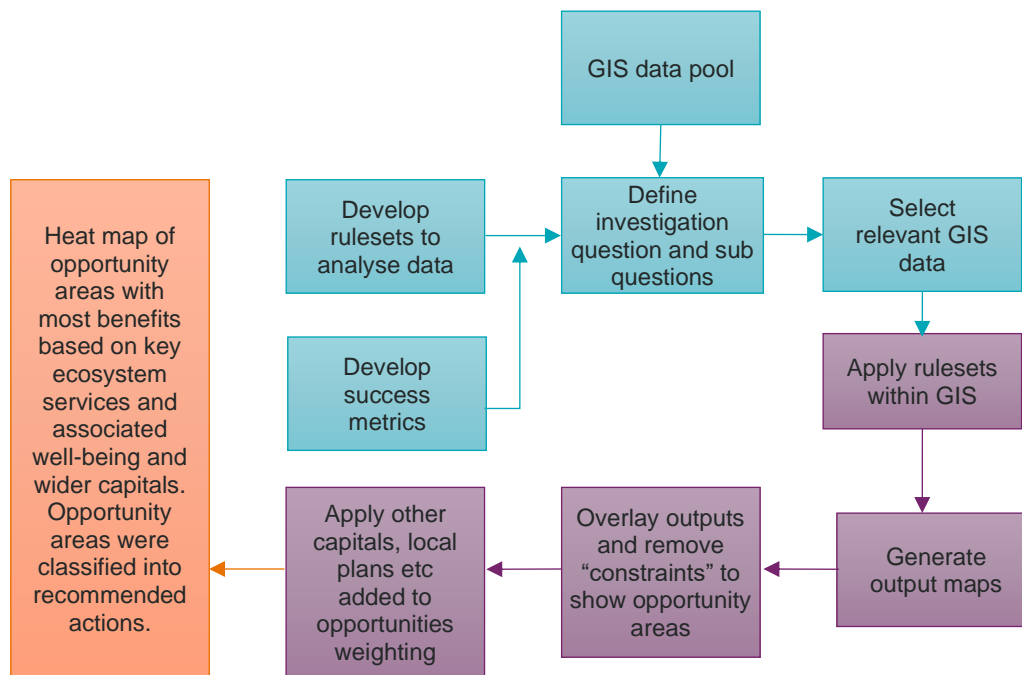 GIS data pool
Develop
rulesets to
analyse data
Define
investigation
question and sub
questions
Select
relevant GIS
data
Develop
success
metrics
Apply rulesets
within GIS
Generate
output maps
Overlay outputs
and remove
“constraints” to
show opportunity
areas
Apply other
capitals, local
plans etc
added to
opportunities
weighting
Heat map of
opportunity
areas with
most benefits
based on key
ecosystem
services and
associated
well-being and
wider capitals.
Opportunity
areas were
classified into
recommended
actions.